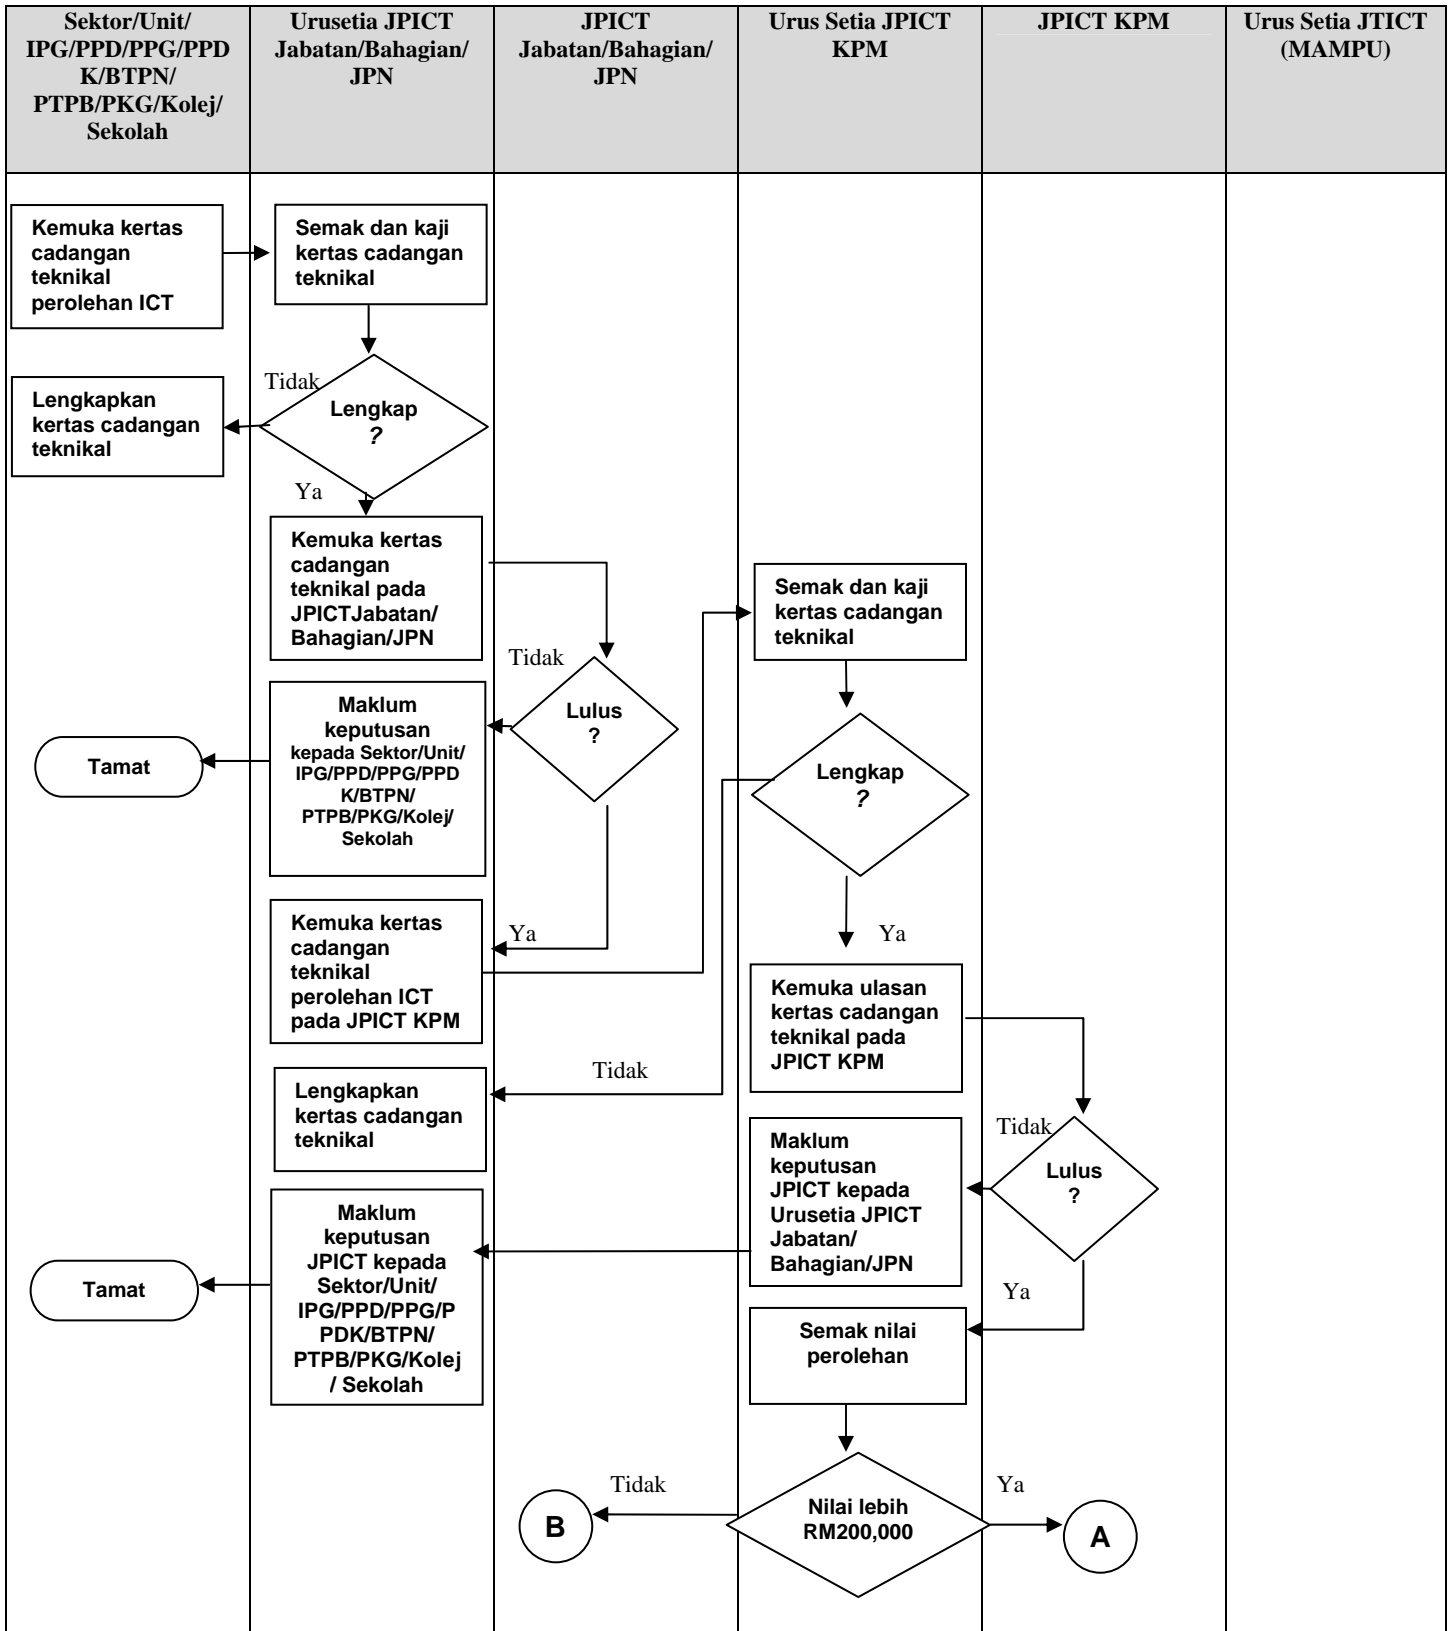 Sektor/Unit/
IPG/PPD/PPG/PPD
K/BTPN/
PTPB/PKG/Kolej/
Sekolah
Urusetia JPICT
Jabatan/Bahagian/
JPN
JPICT
Jabatan/Bahagian/
JPN
Urus Setia JPICT
KPM
JPICT KPM
Urus Setia JTICT
(MAMPU)
Kemuka kertas
cadangan
teknikal
perolehan ICT
Semak dan kaji
kertas cadangan
teknikal
Tidak
Lengkap
?
Lengkapkan
kertas cadangan
teknikal
Ya
Kemuka kertas
cadangan
teknikal pada
JPICTJabatan/
Bahagian/JPN
Semak dan kaji
kertas cadangan
teknikal
Tidak
Lulus
?
Maklum
keputusan
kepada Sektor/Unit/
IPG/PPD/PPG/PPD
K/BTPN/
PTPB/PKG/Kolej/
Sekolah
Tamat
Lengkap
?
Kemuka kertas
cadangan
teknikal
perolehan ICT
pada JPICT KPM
Ya
Ya
Kemuka ulasan
kertas cadangan
teknikal pada
JPICT KPM
Tidak
Lengkapkan
kertas cadangan
teknikal
Tidak
Lulus
?
Maklum
keputusan
JPICT kepada
Urusetia JPICT
Jabatan/
Bahagian/JPN
Maklum
keputusan
JPICT kepada
Sektor/Unit/
IPG/PPD/PPG/P
PDK/BTPN/
PTPB/PKG/Kolej
/ Sekolah
Tamat
Ya
Semak nilai
perolehan
Tidak
Nilai lebih
RM200,000
Ya
B
A